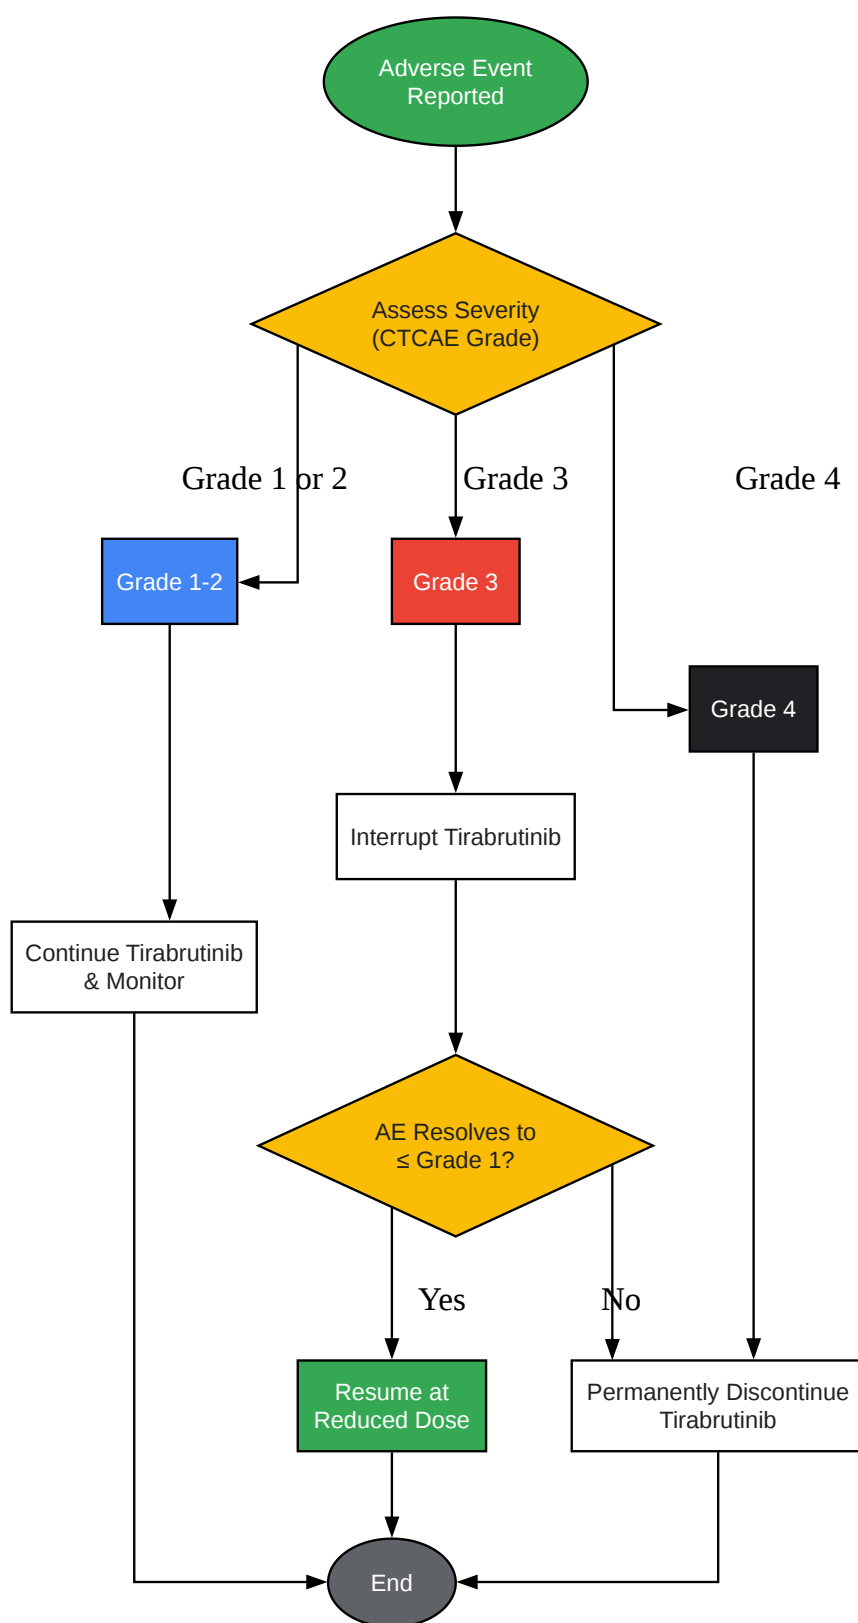 Adverse Event
Reported
Assess Severity
(CTCAE Grade)
Grade 1 or 2
Grade 3
Grade 4
Grade 1-2
Grade 3
Grade 4
Interrupt Tirabrutinib
Continue Tirabrutinib
& Monitor
AE Resolves to
≤ Grade 1?
Yes
No
Resume at
Reduced Dose
Permanently Discontinue
Tirabrutinib
End